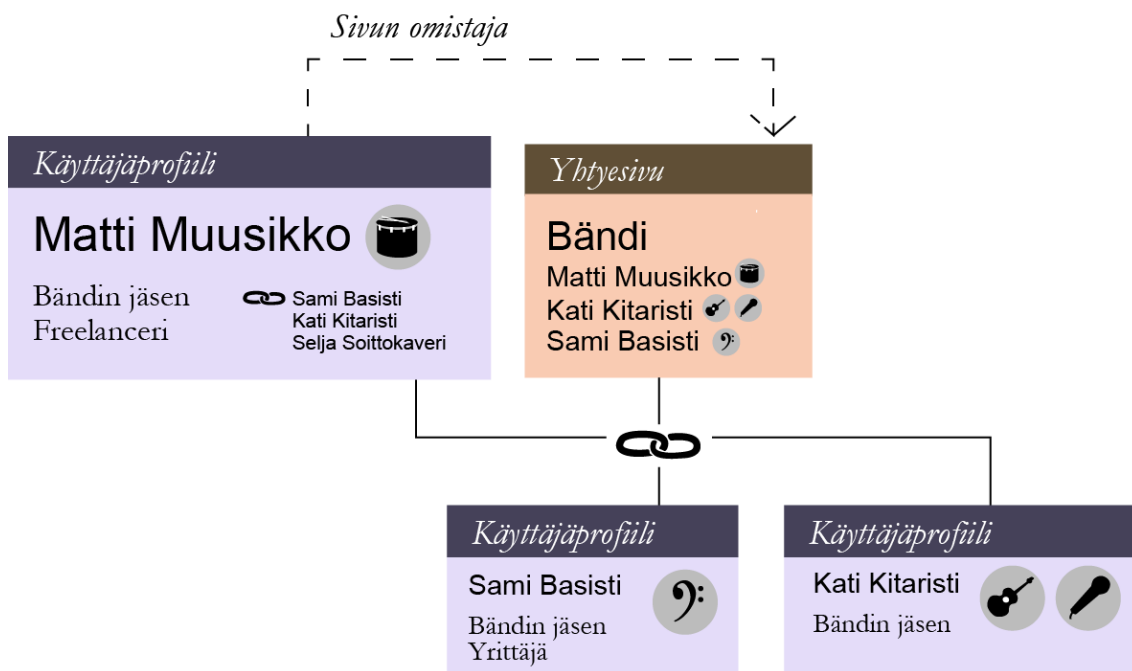 Sivun omistaja
Käyttäjäprofiili
Matti Muusikko
Bändin jäsen
Freelanceri
Sami Basisti
Kati Kitaristi
Selja Soittokaveri
Yhtyesivu
Bändi
Matti Muusikko
Kati Kitaristi
Sami Basisti
Käyttäjäprofiili
Sami Basisti
Bändin jäsen
Yrittäjä
Käyttäjäprofiili
Kati Kitaristi
Bändin jäsen